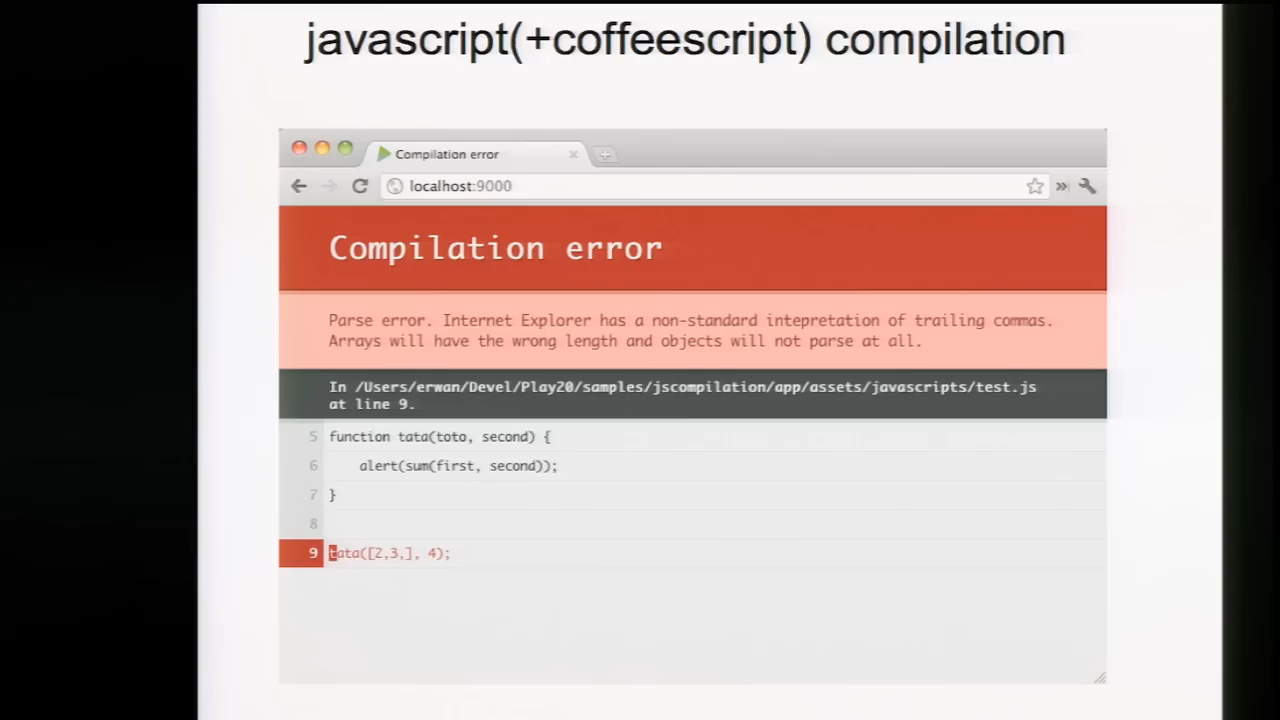 javascript(+coffeescript) compilation
Compilation error
localhost:9000
Compilation error
Parse error. Internet Explorer has a non-standard intepretation of trailing commas.
Arrays will have the wrong length and objects will not parse at all.
In /Users/erwan/Devel/Play20/samples/jscompilation/app/assets/javascripts/test.js
at line 9.
5 function tata(toto, second) {
6 alert(sum(first, second));
7 }
8
9 tata([2,3,], 4);